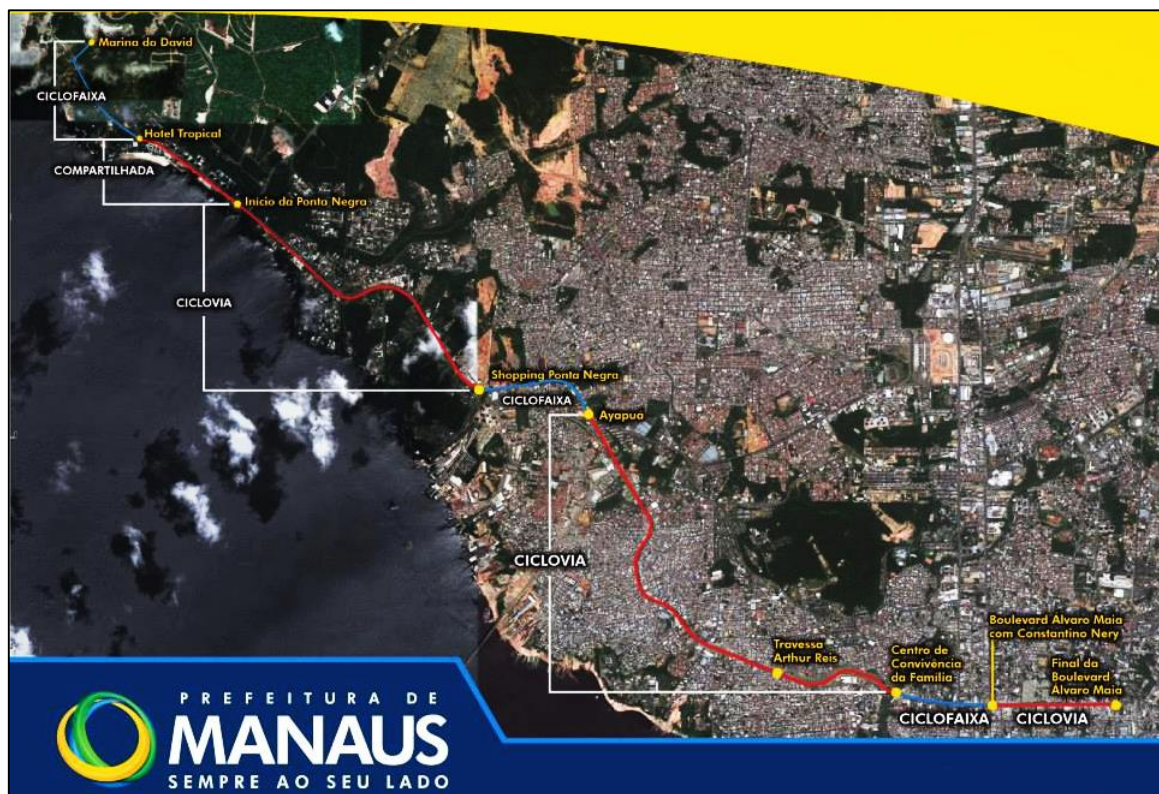 Marina do David
CICLOFAIXA
Hotel Tropical
COMPARTILHADA
Início da Ponta Negra
CICLOVIA
Shopping Ponta Negra
CICLOFAIXA
Ayapua
CICLOVIA
Travessa
Arthur Reis
Centro de
Convivência
da Família
Boulevard Álvaro Maia
com Constantino Nery
Final da
Boulevard
Álvaro Maia
CICLOFAIXA
CICLOVIA
PREFEITURA DE
MANAUS
SEMPRE AO SEU LADO